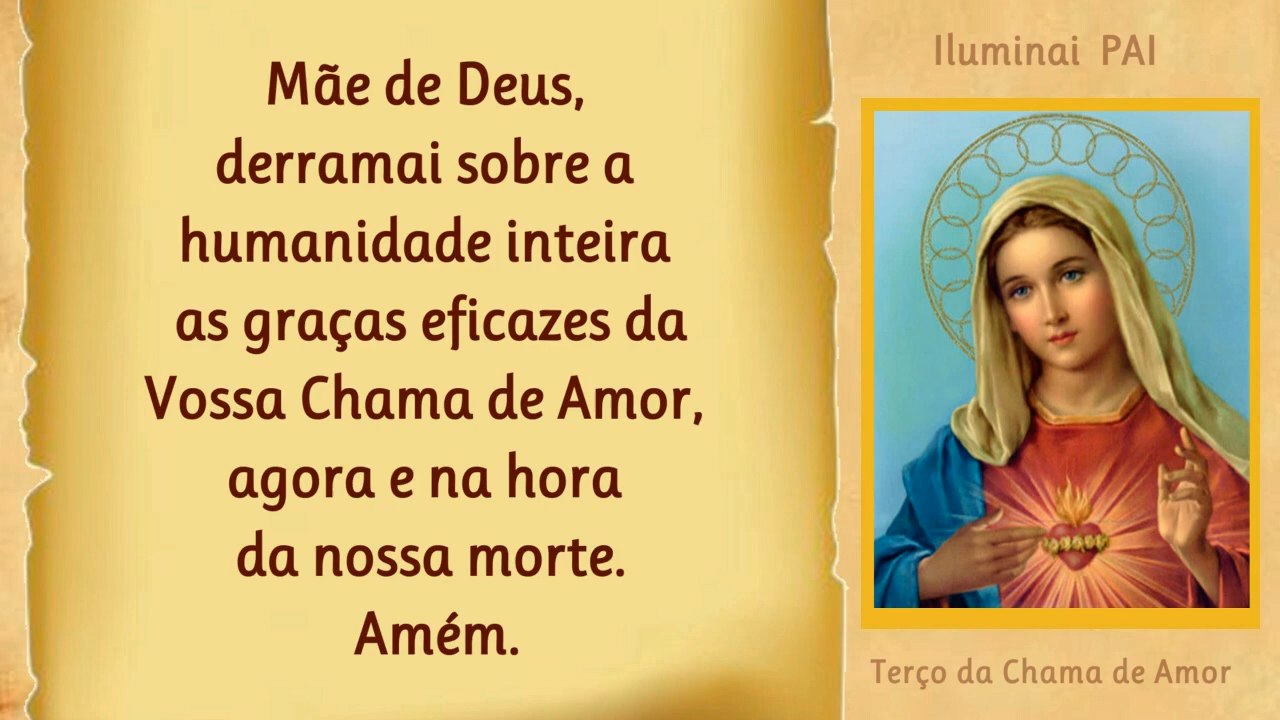 Mãe de Deus,
derramai sobre a
humanidade inteira
as graças eficazes da
Vossa Chama de Amor,
agora e na hora
da nossa morte.
Amém.
Iluminai PAI
Terço da Chama de Amor